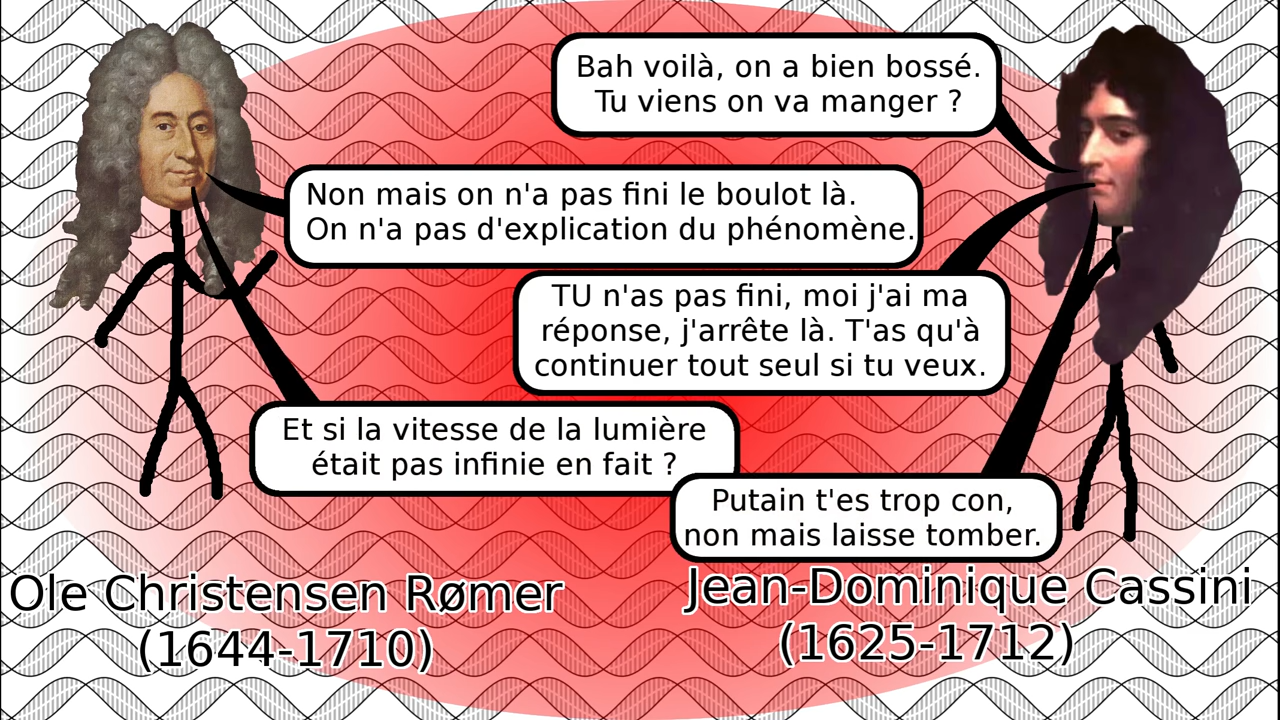 Bah voilà, on a bien bossé.
Tu viens on va manger ?
Non mais on n'a pas fini le boulot là.
On n'a pas d'explication du phénomène.
TU n'as pas fini, moi j'ai ma
réponse, j'arrête là. T'as qu'à
continuer tout seul si tu veux.
Et si la vitesse de la lumière
était pas infinie en fait ?
Putain t'es trop con,
non mais laisse tomber.
Ole Christensen Rømer
(1644-1710)
Jean-Dominique Cassini
(1625-1712)